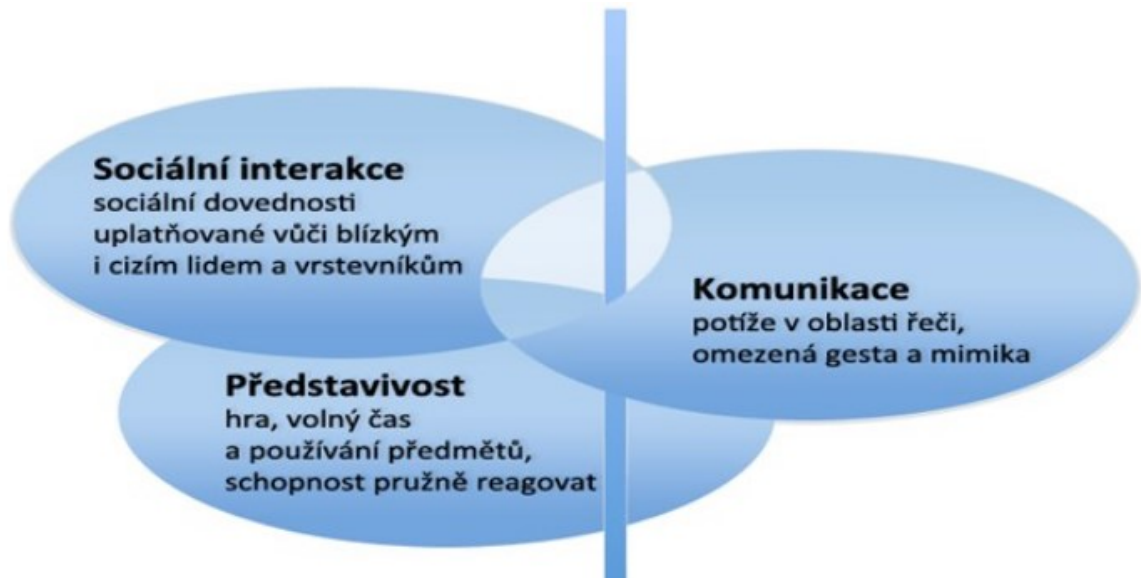 Sociální interakce
sociální dovednosti
uplatňované vůči blízkým
i cizím lidem a vrstevníkům
Komunikace
potíže v oblasti řeči,
omezená gesta a mimika
Představivost
hra, volný čas
a používání předmětů,
schopnost pružně reagovat